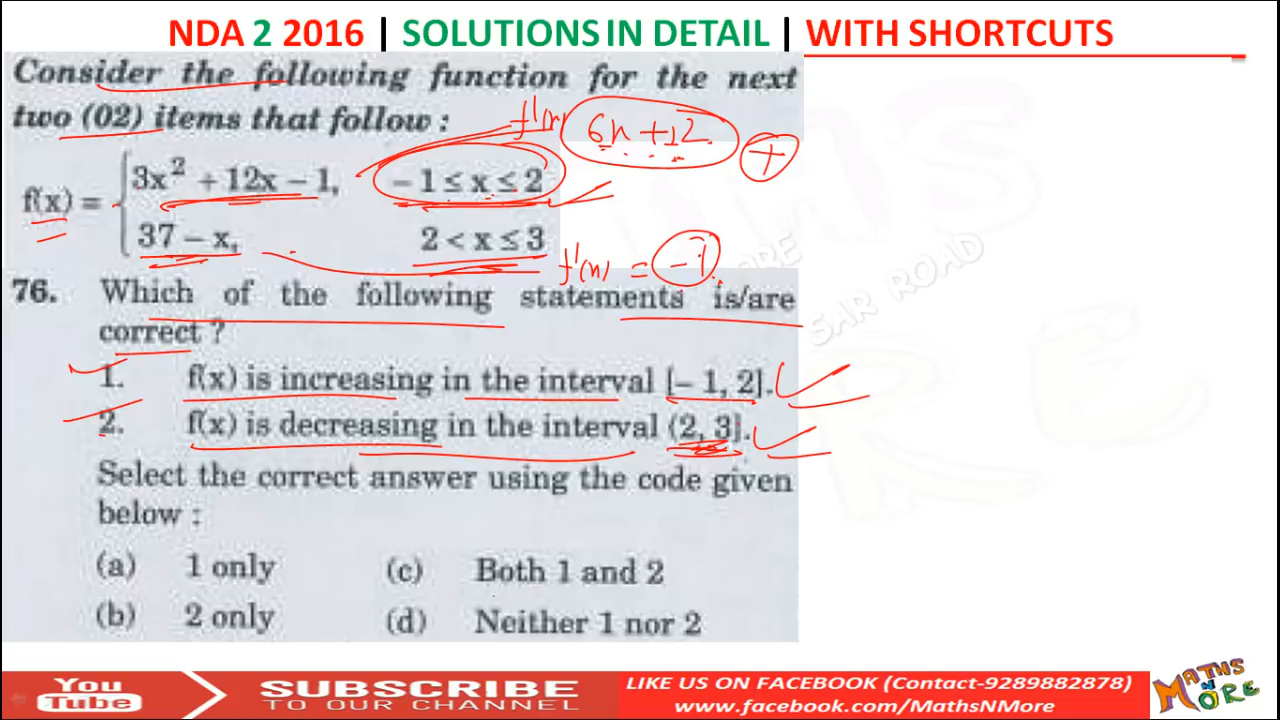 NDA 2 2016 | SOLUTIONS IN DETAIL | WITH SHORTCUTS
Consider the following function for the next
two (02) items that follow :
f'(x) 6x + 12
+
f(x) = { 3x² + 12x – 1, – 1 ≤ x ≤ 2
37 – x, 2 < x ≤ 3
f'(x) = -1
76. Which of the following statements is/are
correct ?
1. f(x) is increasing in the interval [– 1, 2].
2. f(x) is decreasing in the interval (2, 3].
Select the correct answer using the code given
below :
(a) 1 only (c) Both 1 and 2
(b) 2 only (d) Neither 1 nor 2
SAR ROAD
You Tube
SUBSCRIBE
TO OUR CHANNEL
LIKE US ON FACEBOOK (Contact-9289882878)
www.facebook.com/MathsNMore
MATHS
N
MORE